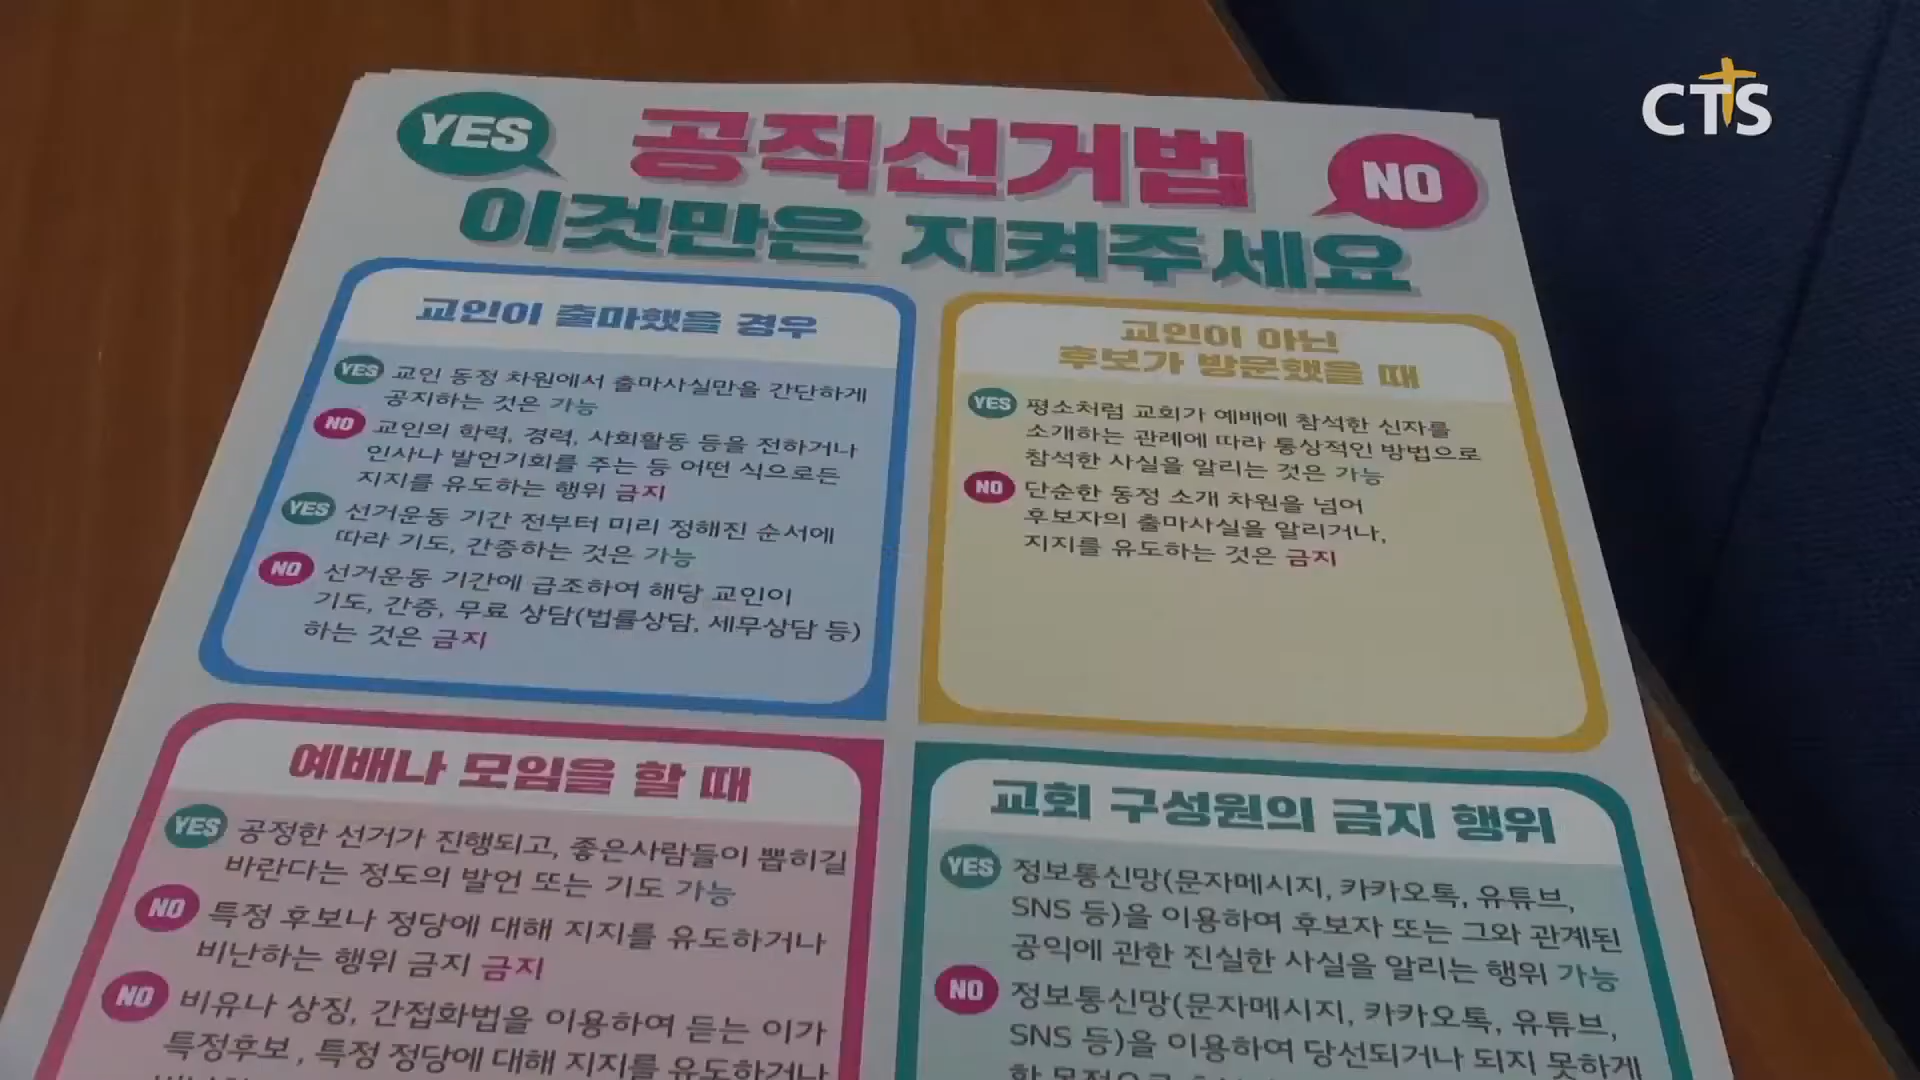 CTS
YES
공직선거법
NO
이것만은 지켜주세요
교인이 출마했을 경우
YES 교인 동정 차원에서 출마사실만을 간단하게
공지하는 것은 가능
NO 교인의 학력, 경력, 사회활동 등을 전하거나
인사나 발언기회를 주는 등 어떤 식으로든
지지를 유도하는 행위 금지
YES 선거운동 기간 전부터 미리 정해진 순서에
따라 기도, 간증하는 것은 가능
NO 선거운동 기간에 급조하여 해당 교인이
기도, 간증, 무료 상담(법률상담, 세무상담 등)
하는 것은 금지
교인이 아닌
후보가 방문했을 때
YES 평소처럼 교회가 예배에 참석한 신자를
소개하는 관례에 따라 통상적인 방법으로
참석한 사실을 알리는 것은 가능
NO 단순한 동정 소개 차원을 넘어
후보자의 출마사실을 알리거나,
지지를 유도하는 것은 금지
예배나 모임을 할 때
YES 공정한 선거가 진행되고, 좋은사람들이 뽑히길
바란다는 정도의 발언 또는 기도 가능
NO 특정 후보나 정당에 대해 지지를 유도하거나
비난하는 행위 금지 금지
NO 비유나 상징, 간접화법을 이용하여 듣는 이가
특정후보, 특정 정당에 대해 지지를 유도하거나
교회 구성원의 금지 행위
YES 정보통신망(문자메시지, 카카오톡, 유튜브,
SNS 등)을 이용하여 후보자 또는 그와 관계된
공익에 관한 진실한 사실을 알리는 행위 가능
NO 정보통신망(문자메시지, 카카오톡, 유튜브,
SNS 등)을 이용하여 당선되거나 되지 못하게